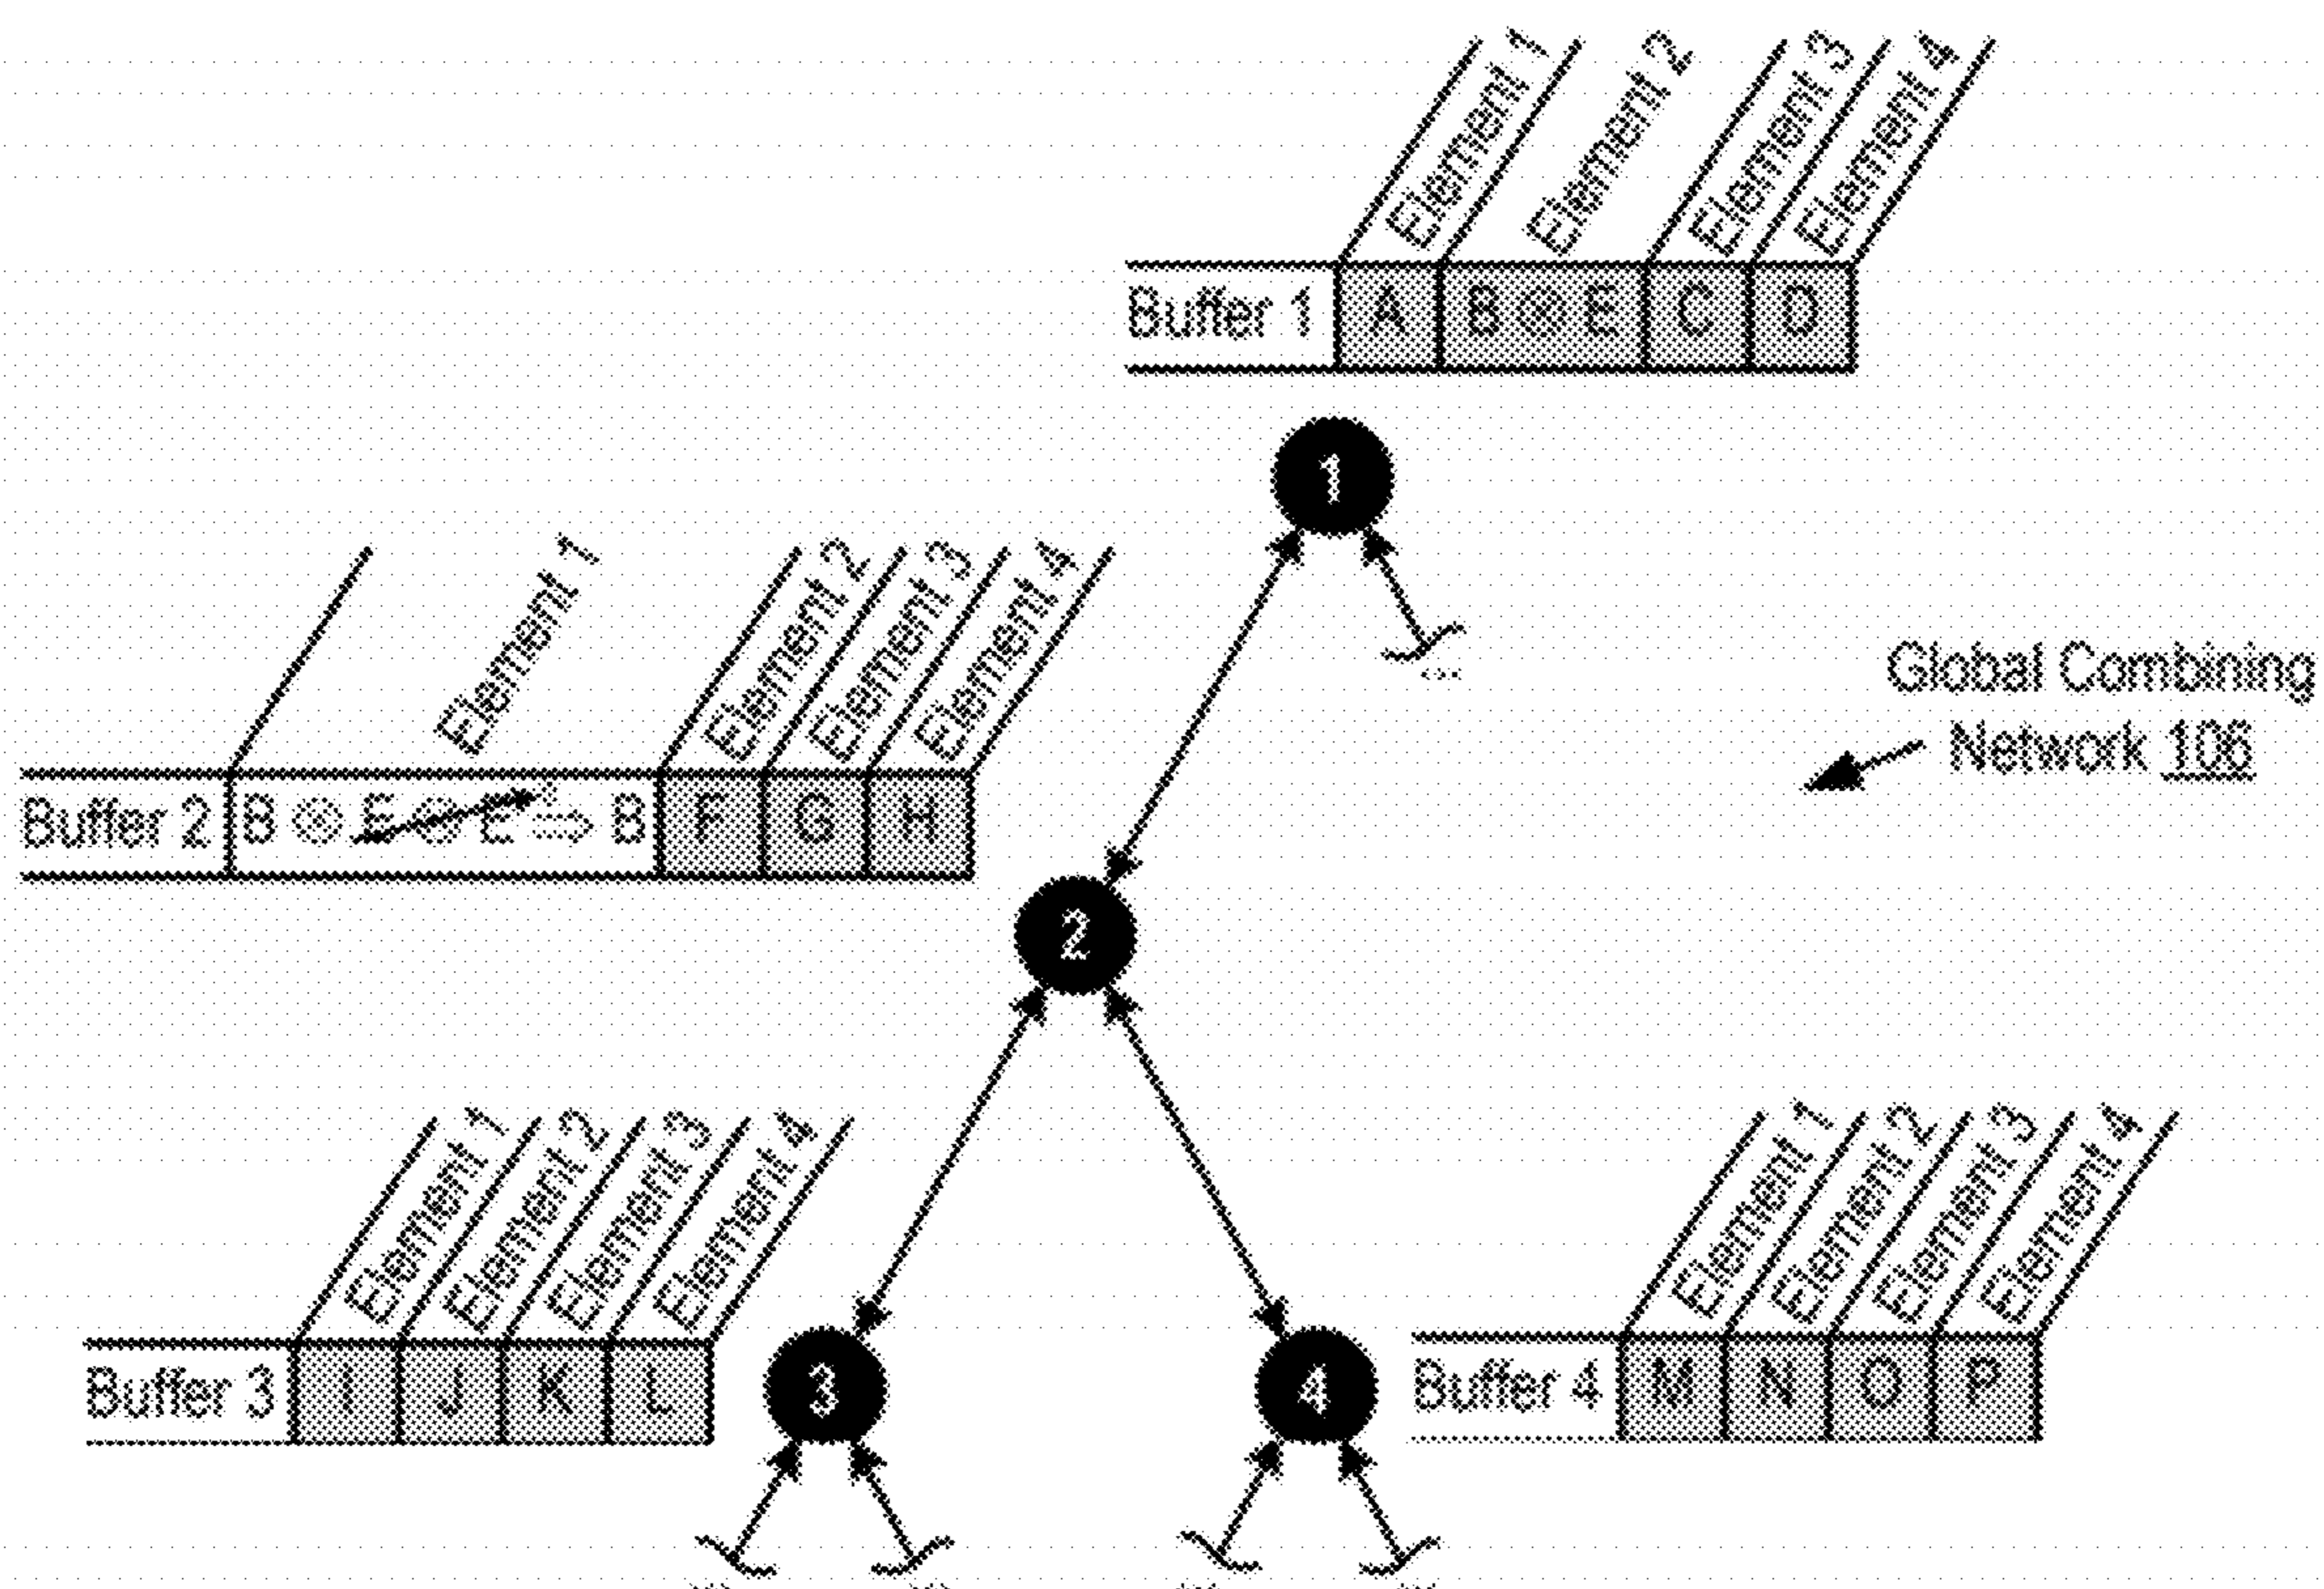 Element 1
Element 2
Element 3
Element 4
Buffer 1 A B ⊗ E C D
1
Element 1
Element 2
Element 3
Element 4
Global Combining
Network 106
Buffer 2 B ⊗ E ⊗ E ⇒ B F G H
2
Element 1
Element 2
Element 3
Element 4
Element 1
Element 2
Element 3
Element 4
Buffer 3 I J K L
3
4
Buffer 4 M N O P